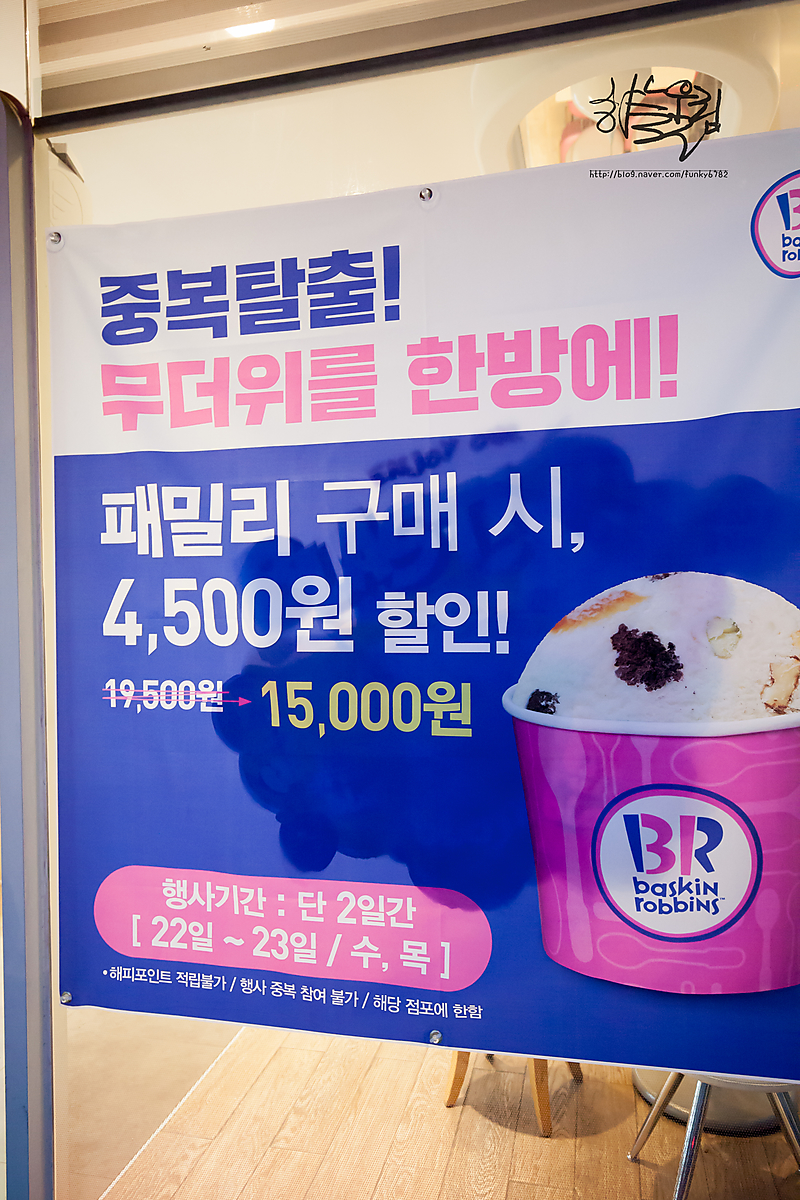 http://blog.naver.com/funky6782
중복탈출!
무더위를 한방에!
패밀리 구매 시,
4,500원 할인!
19,500원 → 15,000원
BR
baskin
robbins™
행사기간 : 단 2일간
[ 22일 ~ 23일 / 수, 목 ]
•해피포인트 적립불가 / 행사 중복 참여 불가 / 해당 점포에 한함